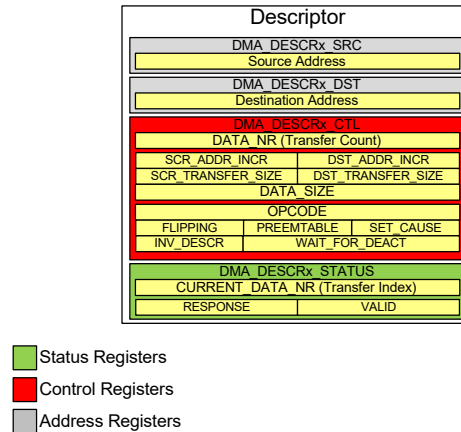 Descriptor
DMA_DESCRx_SRC
Source Address
DMA_DESCRx_DST
Destination Address
DMA_DESCRx_CTL
DATA_NR (Transfer Count)
SCR_ADDR_INCR DST_ADDR_INCR
SCR_TRANSFER_SIZE DST_TRANSFER_SIZE
DATA_SIZE
OPCODE
FLIPPING PREEMTABLE SET_CAUSE
INV_DESCR WAIT_FOR_DEACT
DMA_DESCRx_STATUS
CURRENT_DATA_NR (Transfer Index)
RESPONSE VALID
Status Registers
Control Registers
Address Registers